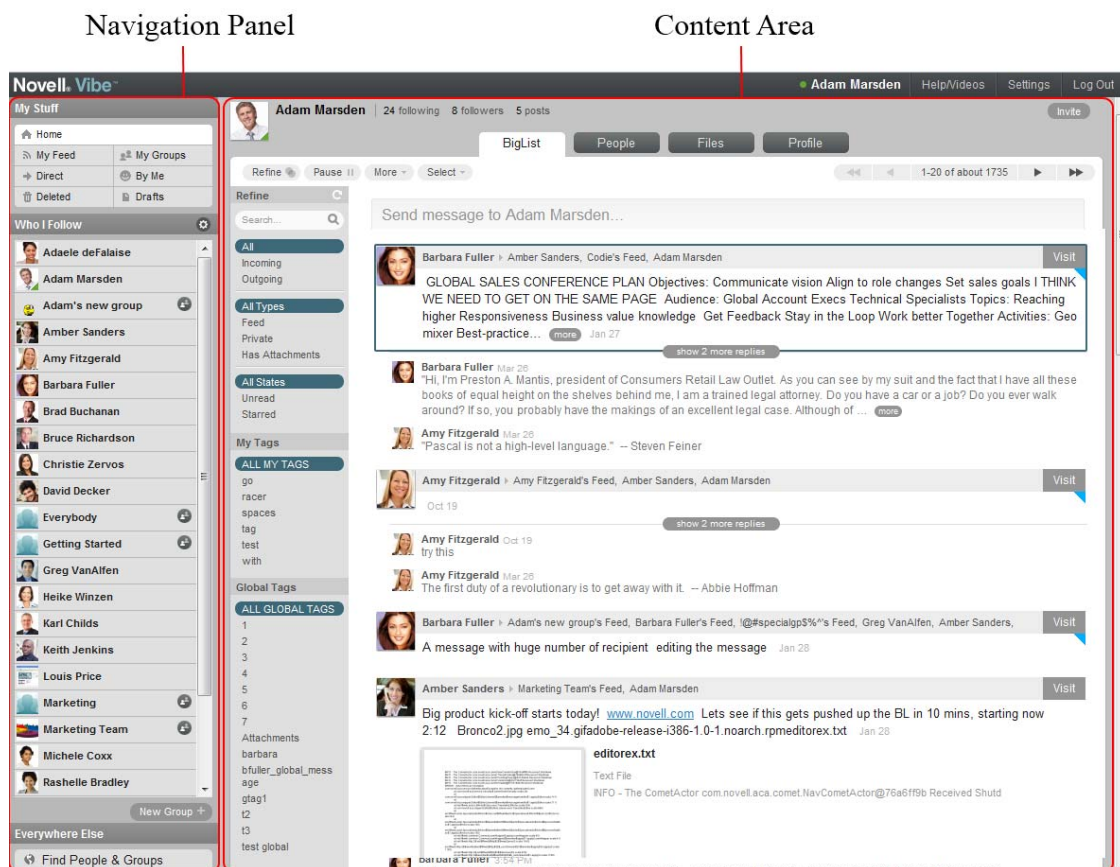 Navigation Panel
Content Area
Novell. Vibe™
Adam Marsden
Help/Videos
Settings
Log Out
My Stuff
Home
My Feed
My Groups
Direct
By Me
Deleted
Drafts
Who I Follow
Adaele deFalaise
Adam Marsden
Adam's new group
Amber Sanders
Amy Fitzgerald
Barbara Fuller
Brad Buchanan
Bruce Richardson
Christie Zervos
David Decker
Everybody
Getting Started
Greg VanAlfen
Heike Winzen
Karl Childs
Keith Jenkins
Louis Price
Marketing
Marketing Team
Michele Coxx
Rashelle Bradley
New Group +
Everywhere Else
Find People & Groups
Adam Marsden
24 following 8 followers 5 posts
Invite
BigList
People
Files
Profile
Refine
Pause
More
Select
1-20 of about 1735
Refine
Search...
All
Incoming
Outgoing
All Types
Feed
Private
Has Attachments
All States
Unread
Starred
My Tags
ALL MY TAGS
go
racer
spaces
tag
test
with
Global Tags
ALL GLOBAL TAGS
1
2
3
4
5
6
7
Attachments
barbara
bfuller_global_mess
age
gtag1
t2
t3
test global
Send message to Adam Marsden...
Barbara Fuller Amber Sanders, Codie's Feed, Adam Marsden
Visit
GLOBAL SALES CONFERENCE PLAN Objectives: Communicate vision Align to role changes Set sales goals I THINK
WE NEED TO GET ON THE SAME PAGE Audience: Global Account Execs Technical Specialists Topics: Reaching
higher Responsiveness Business value knowledge Get Feedback Stay in the Loop Work better Together Activities: Geo
mixer Best-practice... more Jan 27
show 2 more replies
Barbara Fuller Mar 26
"Hi, I'm Preston A. Mantis, president of Consumers Retail Law Outlet. As you can see by my suit and the fact that I have all these
books of equal height on the shelves behind me, I am a trained legal attorney. Do you have a car or a job? Do you ever walk
around? If so, you probably have the makings of an excellent legal case. Although of ... more
Amy Fitzgerald Mar 26
"Pascal is not a high-level language." -- Steven Feiner
Amy Fitzgerald Amy Fitzgerald's Feed, Amber Sanders, Adam Marsden
Visit
Oct 19
show 2 more replies
Amy Fitzgerald Oct 19
try this
Amy Fitzgerald Mar 26
The first duty of a revolutionary is to get away with it. -- Abbie Hoffman
Barbara Fuller Adam's new group's Feed, Barbara Fuller's Feed, !@#specialgp$%^'s Feed, Greg VanAlfen, Amber Sanders,
Visit
A message with huge number of recipient editing the message Jan 28
Amber Sanders Marketing Team's Feed, Adam Marsden
Visit
Big product kick-off starts today! www.novell.com Lets see if this gets pushed up the BL in 10 mins, starting now
2:12 Bronco2.jpg emo_34.gifadobe-release-i386-1.0-1.noarch.rpmeditorex.txt Jan 28
editorex.txt
Text File
INFO - The CometActor com.novell.aca.comet.NavCometActor@76a6ff9b Received Shutd
Barbara Fuller 3:54 PM